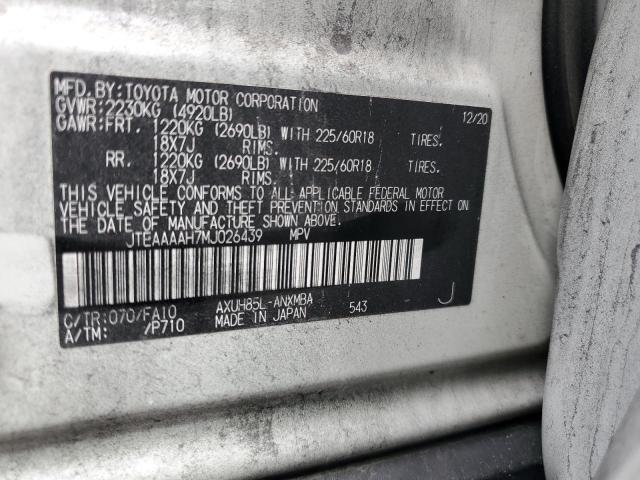 MFD.BY:TOYOTA MOTOR CORPORATION 12/20
GVWR:2230KG (4920LB)
GAWR:FRT. 1220KG (2690LB) WITH 225/60R18 TIRES.
18X7J RIMS.
RR. 1220KG (2690LB) WITH 225/60R18 TIRES.
18X7J RIMS.
THIS VEHICLE CONFORMS TO ALL APPLICABLE FEDERAL MOTOR
VEHICLE SAFETY AND THEFT PREVENTION STANDARDS IN EFFECT ON
THE DATE OF MANUFACTURE SHOWN ABOVE.
JTEAAAAH7MJ026439 MPV
C/TR:070/FA10 AXUH85L-ANXMBA 543 J
A/TM: /P710 MADE IN JAPAN